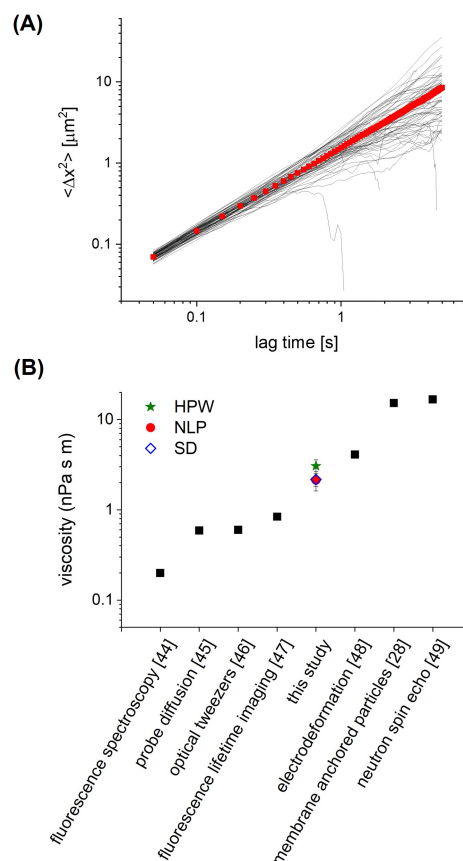 (A)
<Δx²> [μm²]
10
1
0.1
0.1
1
lag time [s]
(B)
viscosity (nPa s m)
10
1
0.1
HPW
NLP
SD
fluorescence spectroscopy [44]
probe diffusion [45]
optical tweezers [46]
fluorescence lifetime imaging [47]
this study
electrodeformation [48]
membrane anchored particles [28]
neutron spin echo [49]